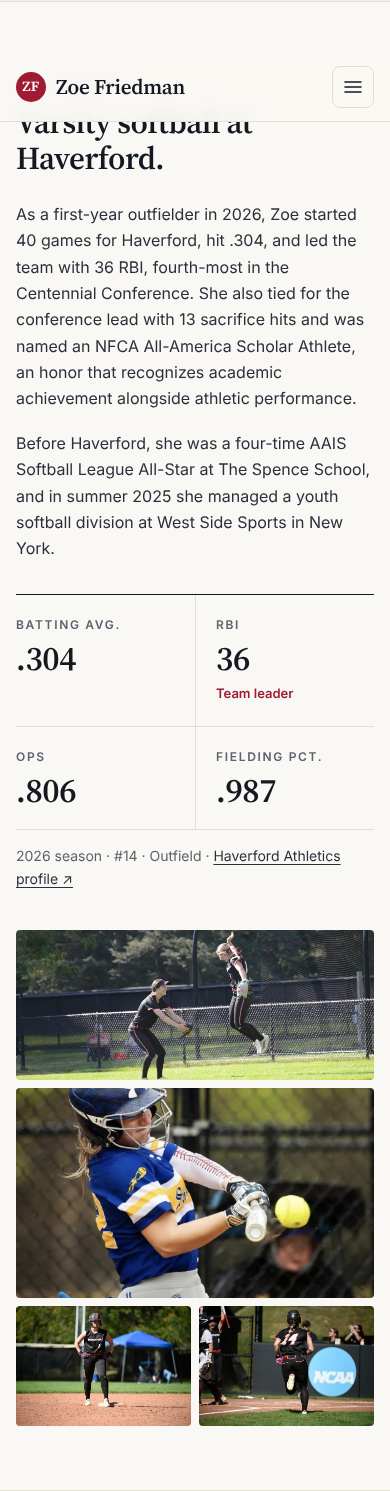 ZF Zoe Friedman
Varsity softball at
Haverford.
As a first-year outfielder in 2026, Zoe started
40 games for Haverford, hit .304, and led the
team with 36 RBI, fourth-most in the
Centennial Conference. She also tied for the
conference lead with 13 sacrifice hits and was
named an NFCA All-America Scholar Athlete,
an honor that recognizes academic
achievement alongside athletic performance.
Before Haverford, she was a four-time AAIS
Softball League All-Star at The Spence School,
and in summer 2025 she managed a youth
softball division at West Side Sports in New
York.
BATTING AVG.
.304
RBI
36
Team leader
OPS
.806
FIELDING PCT.
.987
2026 season · #14 · Outfield · Haverford Athletics
profile ↗
14
NCAA